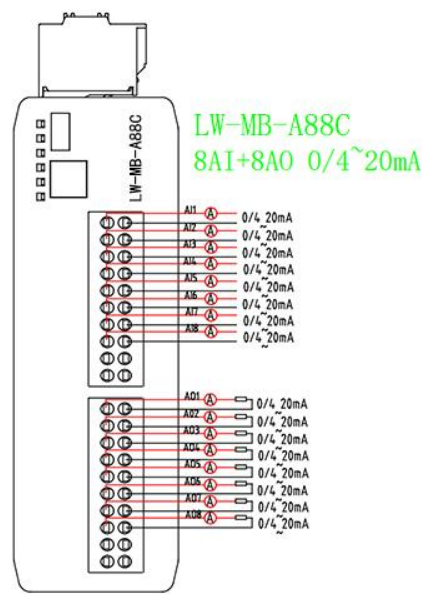 LW-MB-A88C
8AI+8AO 0/4~20mA
LW-MB-A88C
AI1 A 0/4~20mA
AI2 A 0/4~20mA
AI3 A 0/4~20mA
AI4 A 0/4~20mA
AI5 A 0/4~20mA
AI6 A 0/4~20mA
AI7 A 0/4~20mA
AI8 A 0/4~20mA
AO1 A 0/4~20mA
AO2 A 0/4~20mA
AO3 A 0/4~20mA
AO4 A 0/4~20mA
AO5 A 0/4~20mA
AO6 A 0/4~20mA
AO7 A 0/4~20mA
AO8 A 0/4~20mA